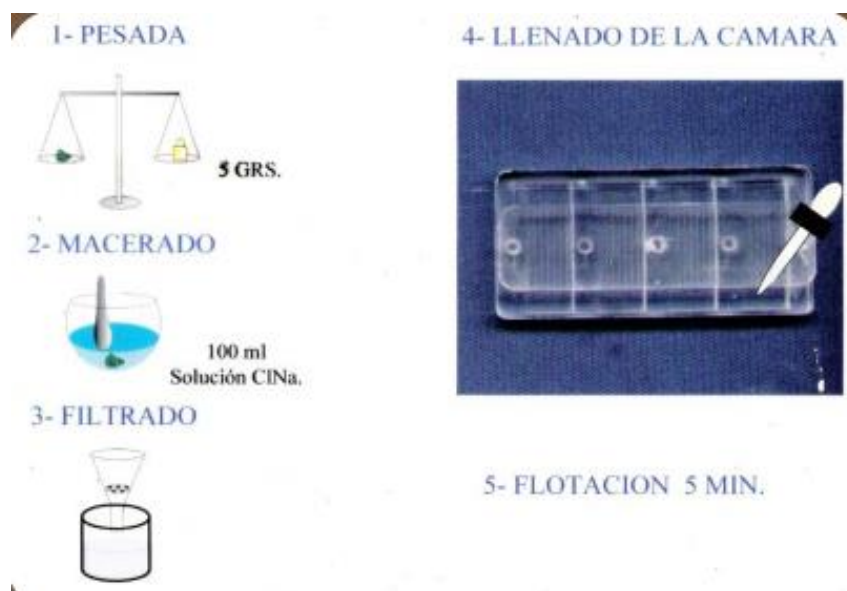 1- PESADA
5 GRS.
2- MACERADO
100 ml
Solución ClNa.
3- FILTRADO
4- LLENADO DE LA CAMARA
5- FLOTACION 5 MIN.